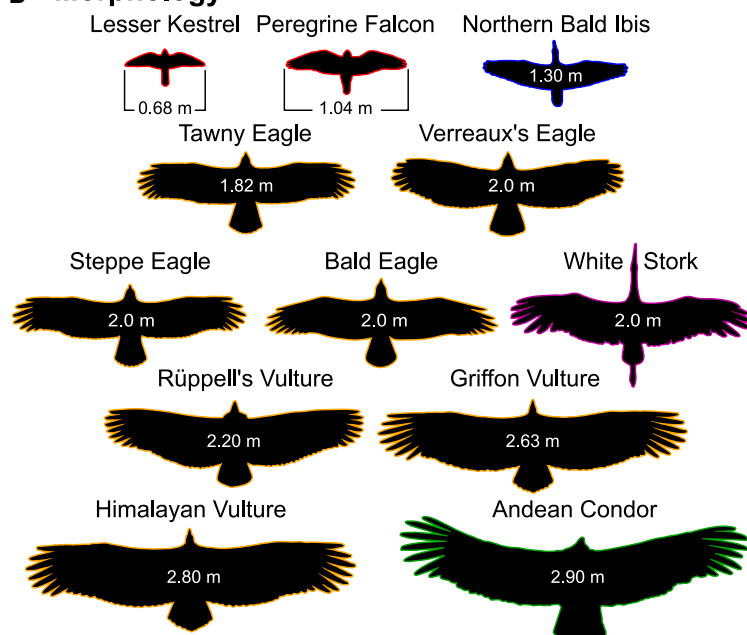 Lesser Kestrel Peregrine Falcon Northern Bald Ibis
0.68 m 1.04 m 1.30 m
Tawny Eagle Verreaux's Eagle
1.82 m 2.0 m
Steppe Eagle Bald Eagle White Stork
2.0 m 2.0 m 2.0 m
Rüppell's Vulture Griffon Vulture
2.20 m 2.63 m
Himalayan Vulture Andean Condor
2.80 m 2.90 m